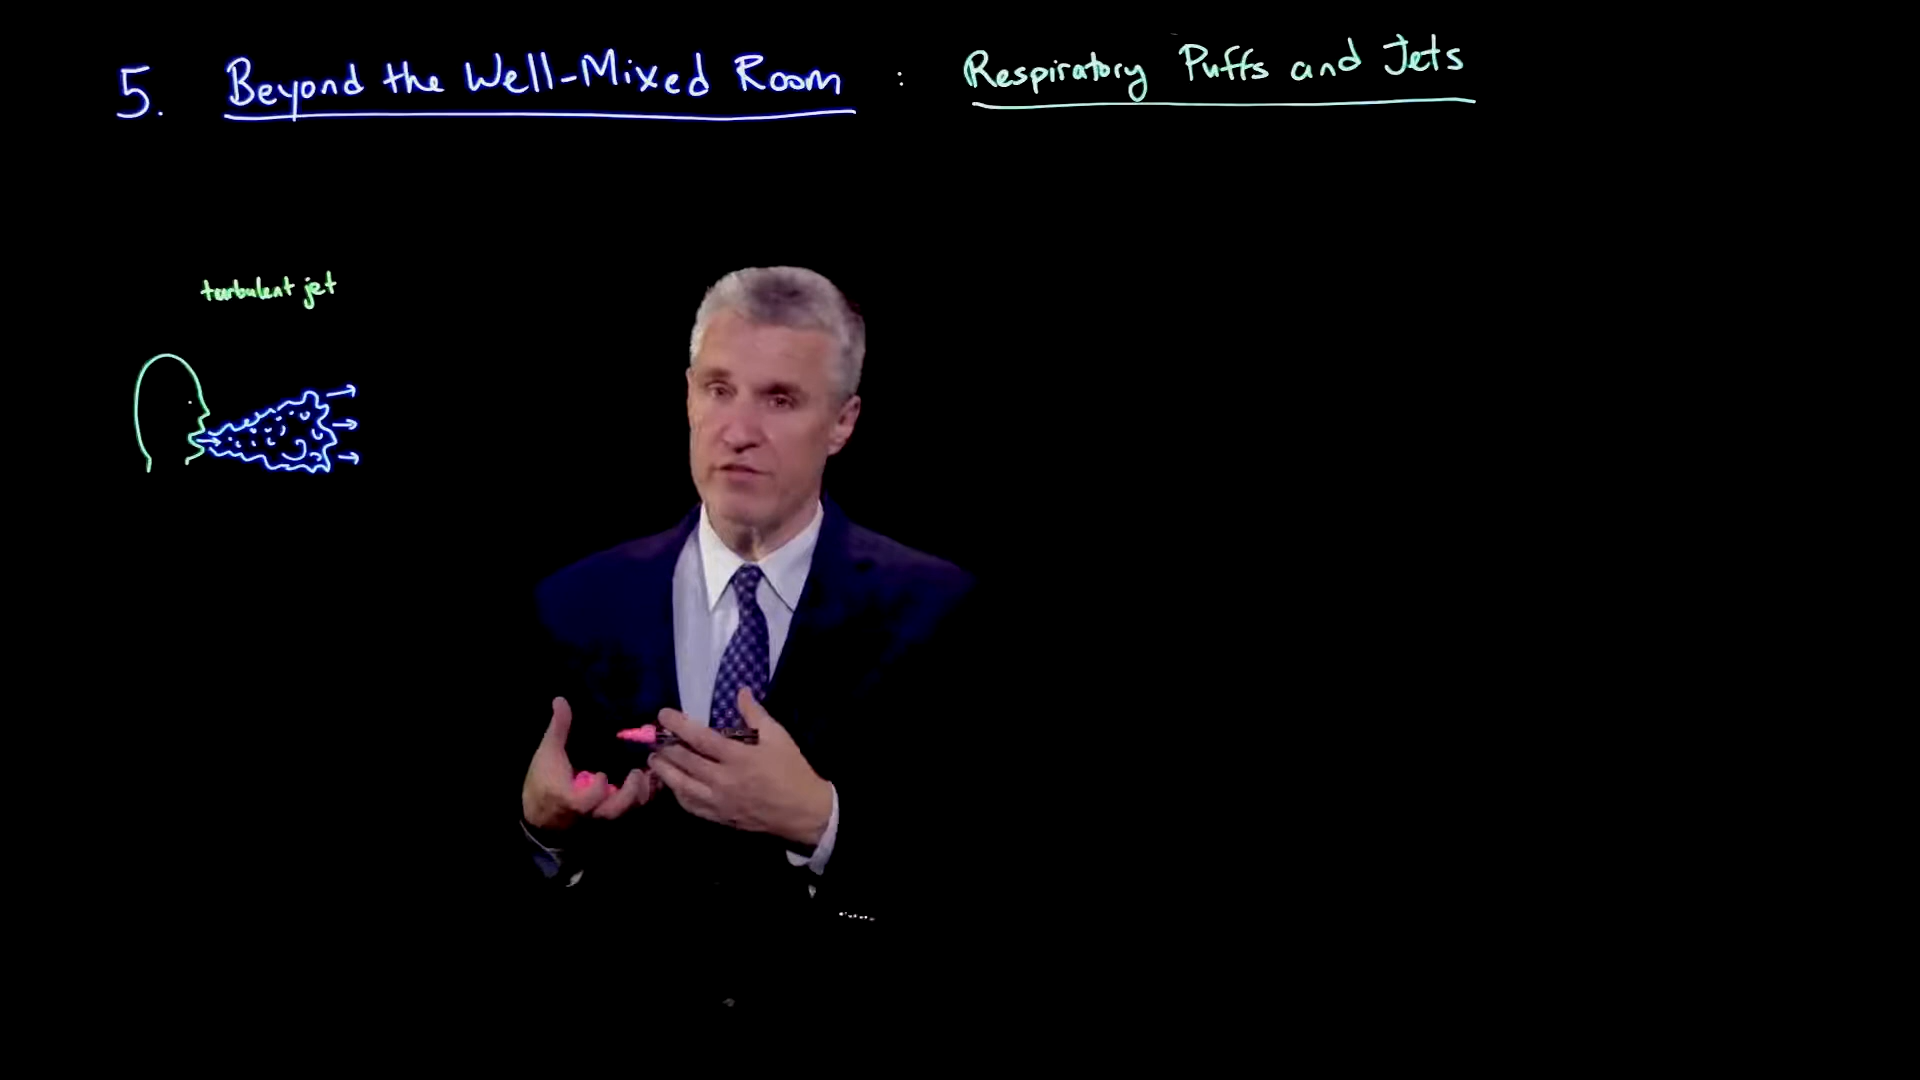 5. Beyond the Well-Mixed Room : Respiratory Puffs and Jets
turbulent jet